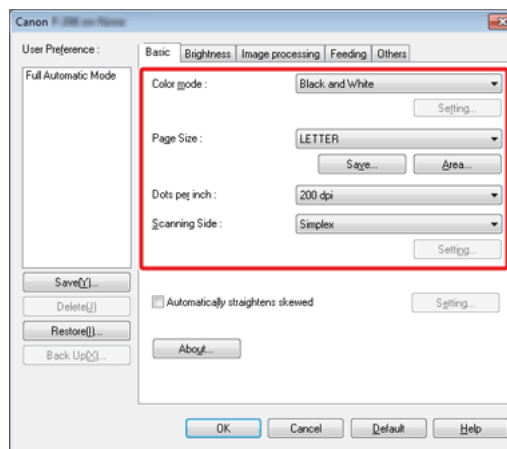 Canon
User Preference :
Full Automatic Mode
Save(Y)...
Delete(J)
Restore(I)...
Back Up(X)...
Basic Brightness Image processing Feeding Others
Color mode : Black and White
Setting...
Page Size : LETTER
Save... Area...
Dots per inch : 200 dpi
Scanning Side : Simplex
Setting...
Automatically straightens skewed Setting...
About...
OK Cancel Default Help